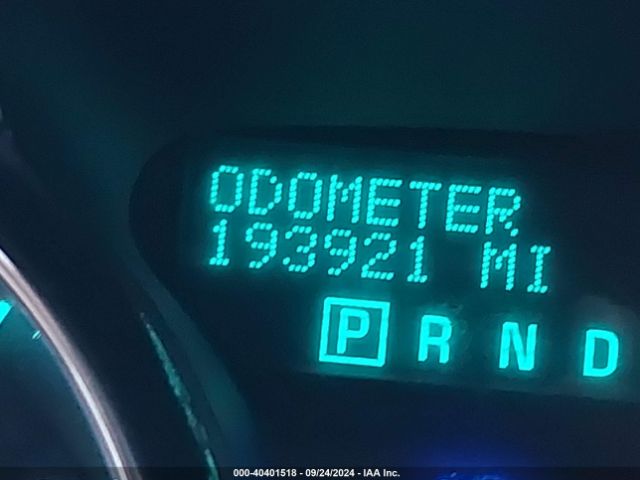 ODOMETER
193921 MI
P R N D
000-40401518 - 09/24/2024 - IAA Inc.